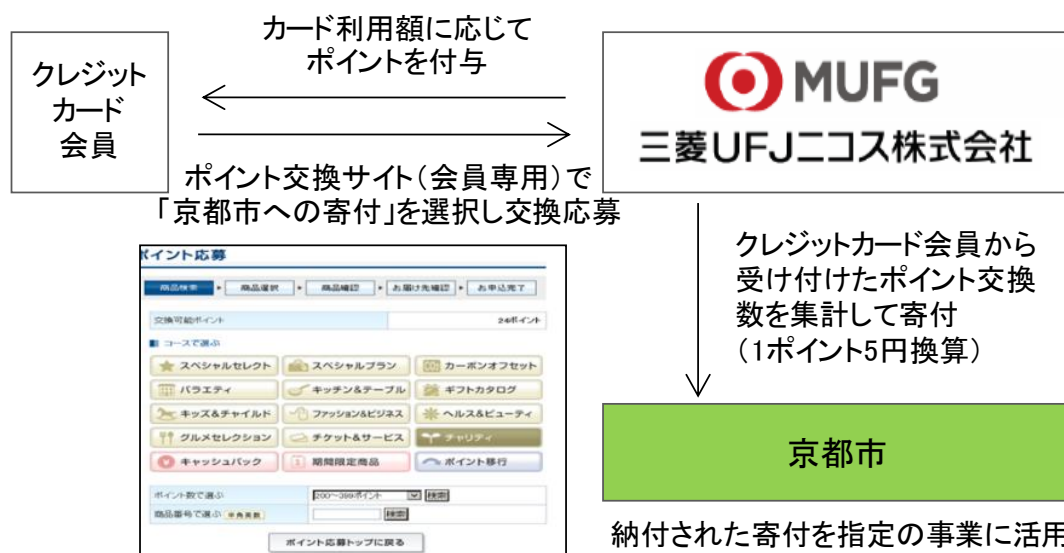 カード利用額に応じて
ポイントを付与
クレジット
カード
会員
MUFG
三菱UFJニコス株式会社
ポイント交換サイト(会員専用)で
「京都市への寄付」を選択し交換応募
ポイント応募
商品検索 商品選択 商品確認 お届け先確認 お申込完了
交換可能ポイント 24ポイント
コースで選ぶ
スペシャルセレクト スペシャルプラン カーボンオフセット
バラエティ キッチン&テーブル ギフトカタログ
キッズ&チャイルド ファッション&ビジネス ヘルス&ビューティ
グルメセレクション チケット&サービス チャリティ
キャッシュバック 期間限定商品 ポイント移行
ポイント数で選ぶ 200~399ポイント 検索
商品番号で選ぶ 半角英数 検索
ポイント応募トップに戻る
クレジットカード会員から
受け付けたポイント交換
数を集計して寄付
(1ポイント5円換算)
京都市
納付された寄付を指定の事業に活用